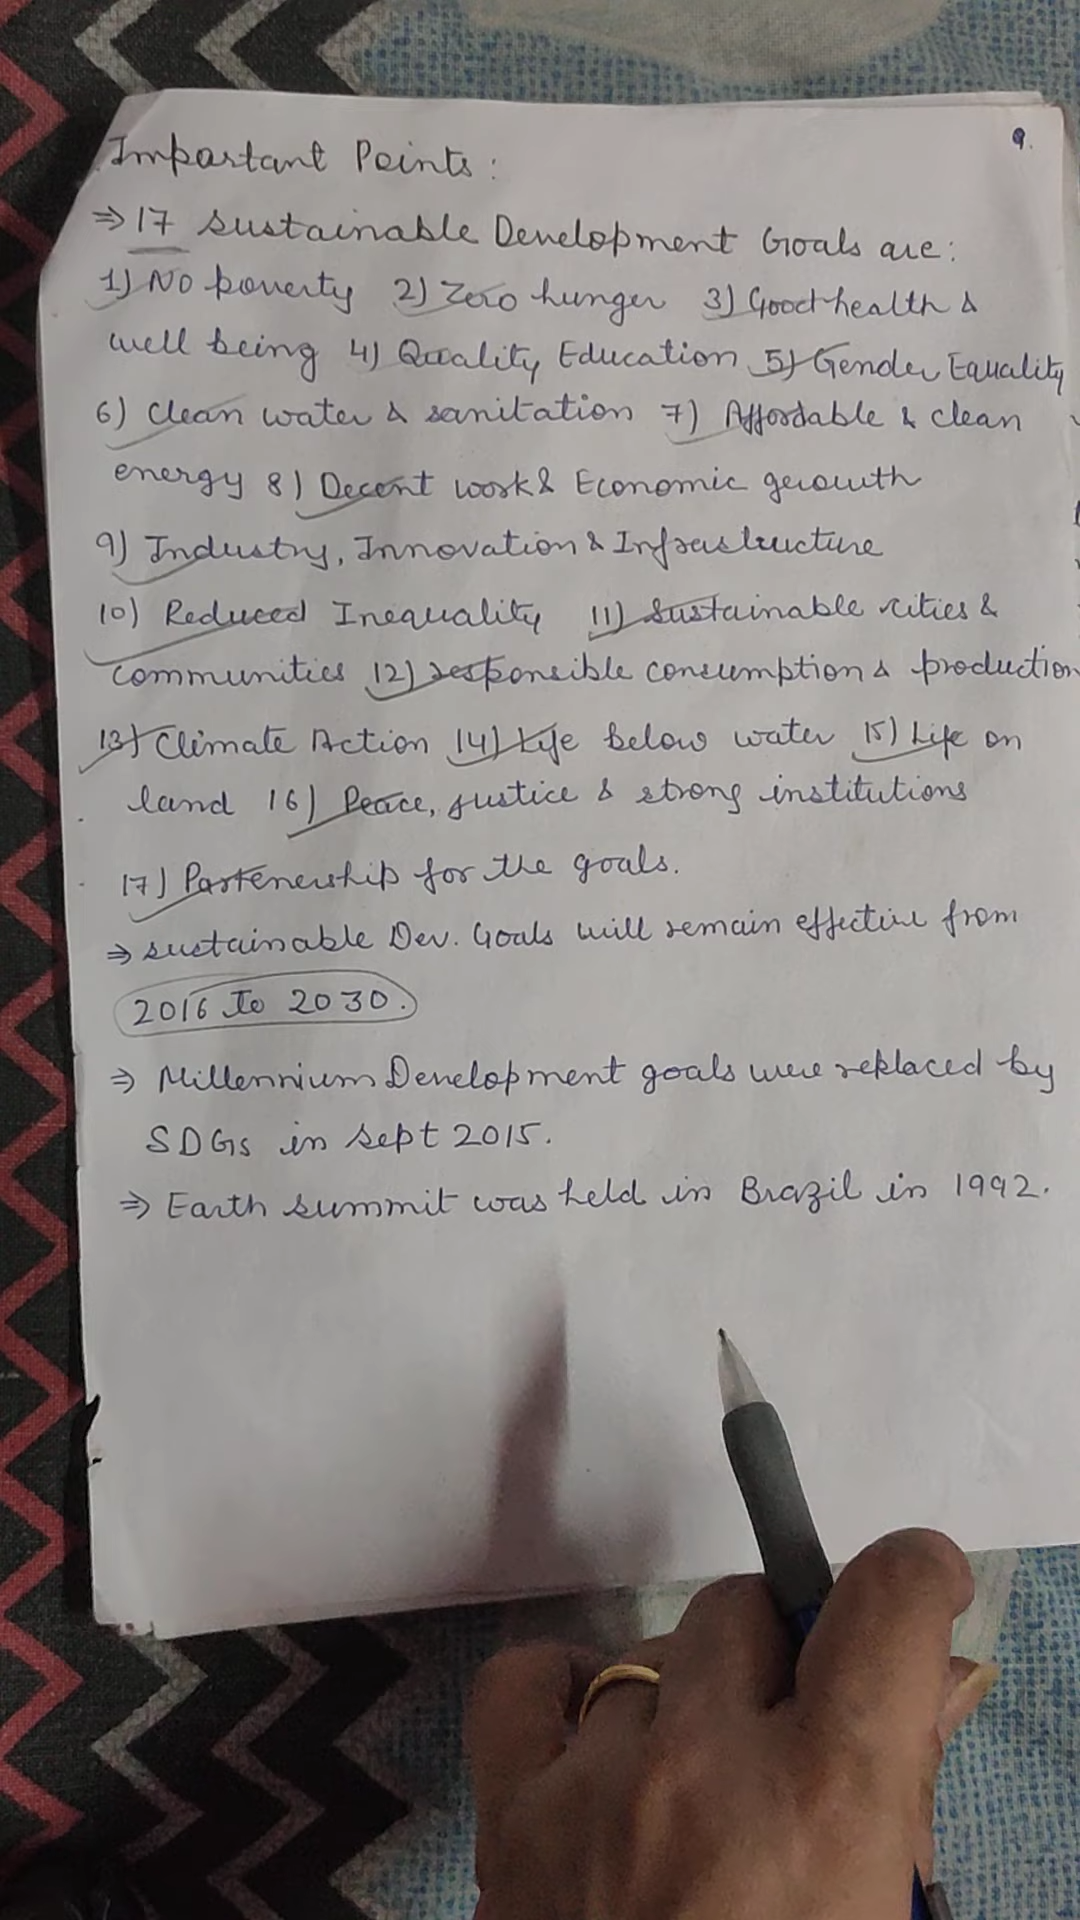 9.
Important Points:
⇒ 17 Sustainable Development Goals are:
1) No poverty 2) Zero hunger 3) Good health &
well being 4) Quality Education 5) Gender Equality
6) Clean water & sanitation 7) Affordable & clean
energy 8) Decent work & Economic growth
9) Industry, Innovation & Infrastructure
10) Reduced Inequality 11) Sustainable cities &
communities 12) responsible consumption & production
13) Climate Action 14) Life below water 15) Life on
land 16) Peace, justice & strong institutions
17) Partenership for the goals.
⇒ sustainable Dev. Goals will remain effective from
2016 To 2030.
⇒ Millennium Development goals were replaced by
SDGs in sept 2015.
⇒ Earth summit was held in Brazil in 1992.